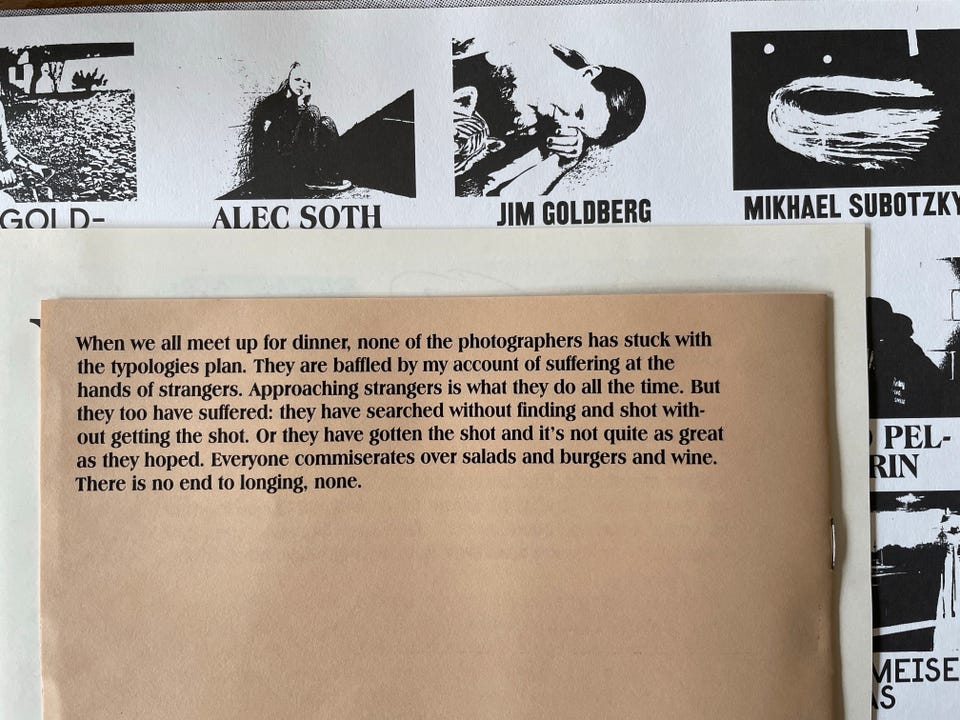 GOLD-
ALEC SOTH
JIM GOLDBERG
MIKHAEL SUBOTZKY
When we all meet up for dinner, none of the photographers has stuck with
the typologies plan. They are baffled by my account of suffering at the
hands of strangers. Approaching strangers is what they do all the time. But
they too have suffered: they have searched without finding and shot with-
out getting the shot. Or they have gotten the shot and it’s not quite as great
as they hoped. Everyone commiserates over salads and burgers and wine.
There is no end to longing, none.
PEL-
RIN
MEISE
AS